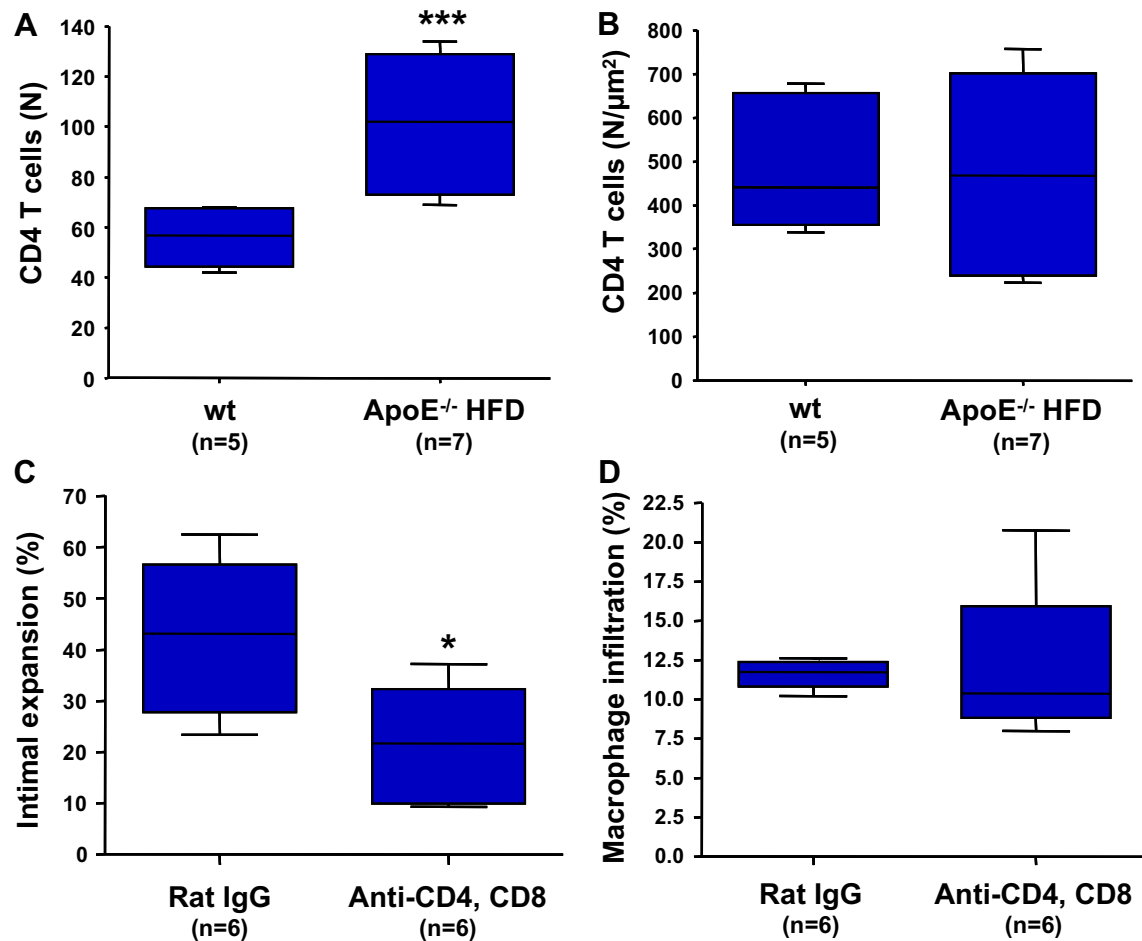 A
CD4 T cells (N)
140
120
100
80
60
40
20
0
***
wt
(n=5)
ApoE-/- HFD
(n=7)
B
CD4 T cells (N/µm²)
800
700
600
500
400
300
200
100
0
wt
(n=5)
ApoE-/- HFD
(n=7)
C
Intimal expansion (%)
70
60
50
40
30
20
10
0
*
Rat IgG
(n=6)
Anti-CD4, CD8
(n=6)
D
Macrophage infiltration (%)
22.5
20.0
17.5
15.0
12.5
10.0
7.5
5.0
2.5
0.0
Rat IgG
(n=6)
Anti-CD4, CD8
(n=6)